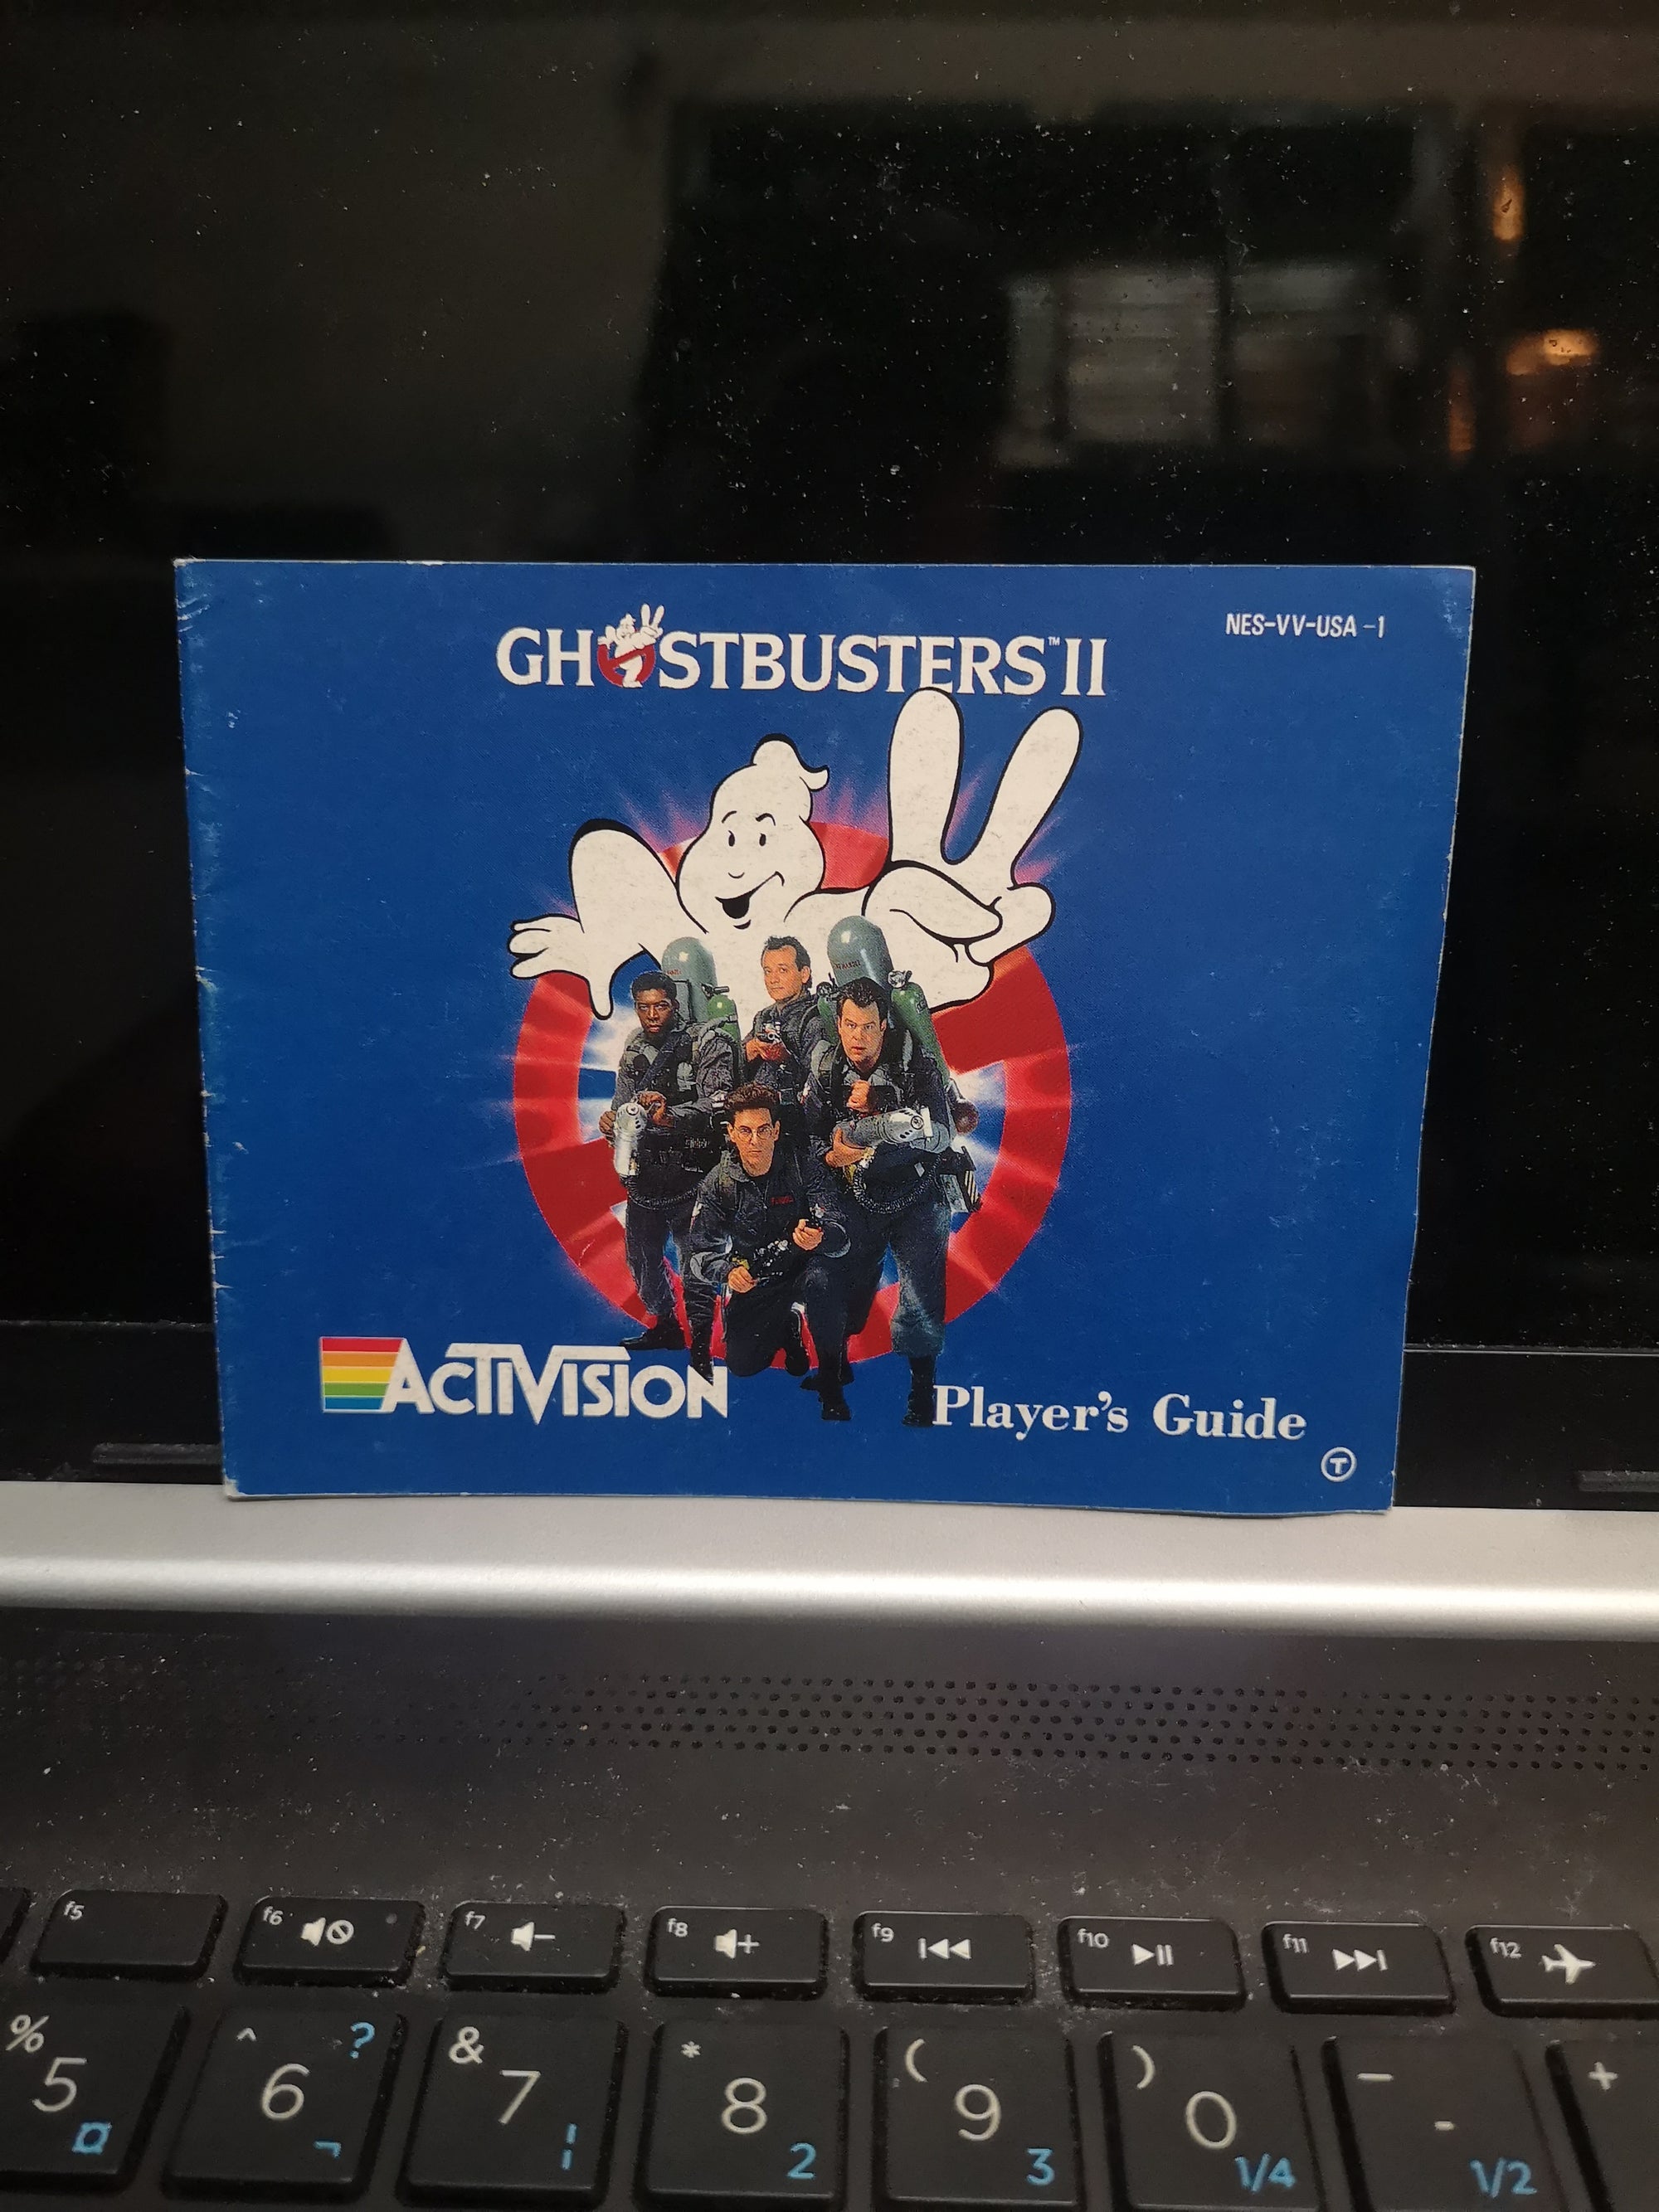 GHOSTBUSTERS™ II
NES-VV-USA-1
ACTIVISION
Player's Guide
T
f5 f6 f7 f8 f9 f10 f11 f12
% 5 ¤ ^ 6 ? ¬ & 7 ¦ * 8 2 ( 9 3 ) 0 1/4 — - 1/2 +